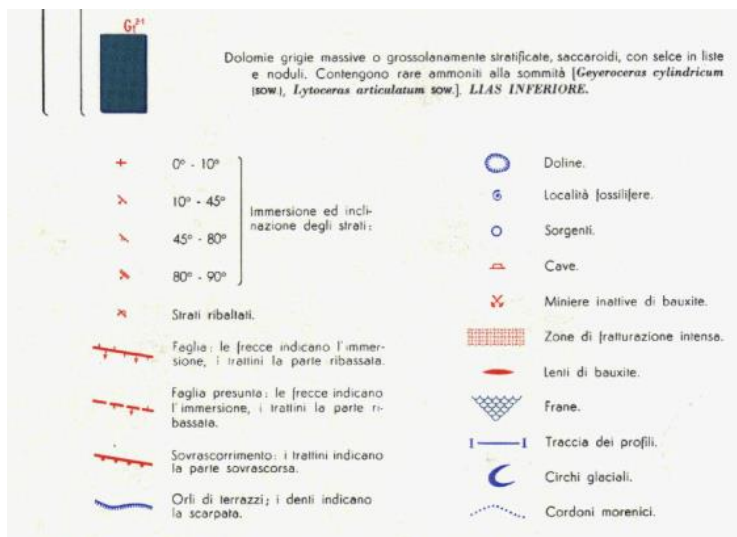 G¹²⁻¹
Dolomie grigie massive o grossolanamente stratificate, saccaroidi, con selce in liste
e noduli. Contengono rare ammoniti alla sommità [Geyeroceras cylindricum
(SOW.), Lytoceras articulatum SOW.]. LIAS INFERIORE.
0° - 10°
10° - 45°
45° - 80°
80° - 90°
Immersione ed incli-
nazione degli strati:
Strati ribaltati.
Faglia: le frecce indicano l'immer-
sione, i trattini la parte ribassata.
Faglia presunta: le frecce indicano
l'immersione, i trattini la parte ri-
bassata.
Sovrascorrimento: i trattini indicano
la parte sovrascorsa.
Orli di terrazzi; i denti indicano
la scarpata.
Doline.
Località fossilifere.
Sorgenti.
Cave.
Miniere inattive di bauxite.
Zone di fratturazione intensa.
Lenti di bauxite.
Frane.
I I Traccia dei profili.
Circhi glaciali.
Cordoni morenici.